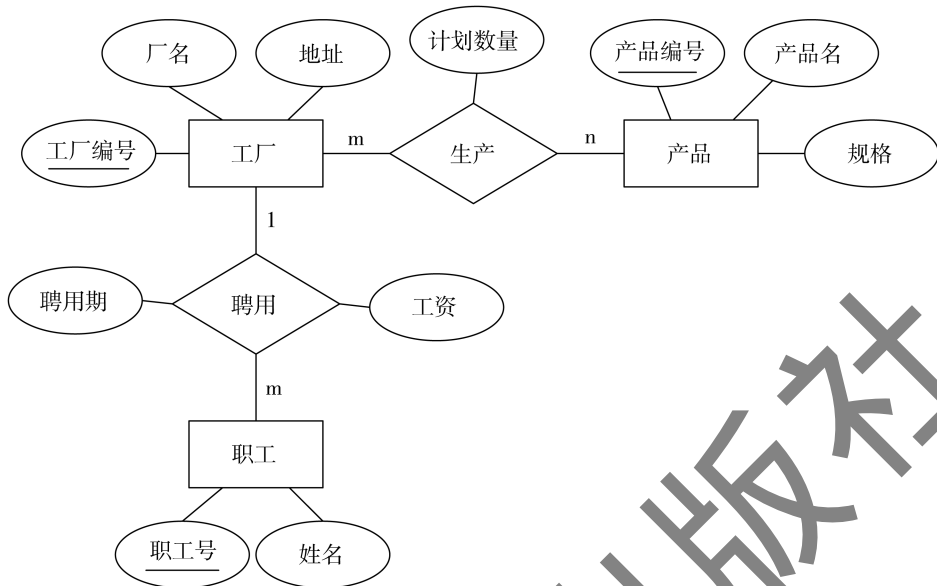 厂名
地址
计划数量
产品编号
产品名
工厂编号
工厂
m
生产
n
产品
规格
1
聘用期
聘用
工资
m
职工
职工号
姓名
版社